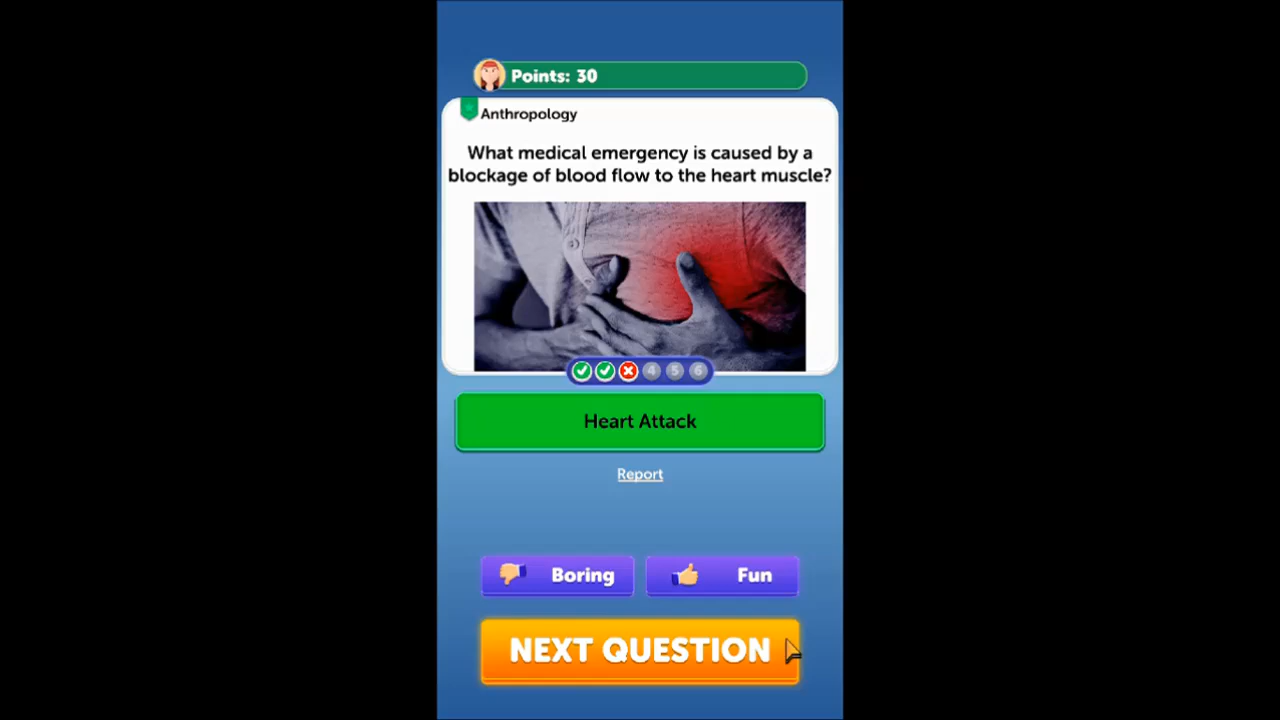 Points: 30
Anthropology
What medical emergency is caused by a
blockage of blood flow to the heart muscle?
4 5 6
Heart Attack
Report
Boring
Fun
NEXT QUESTION